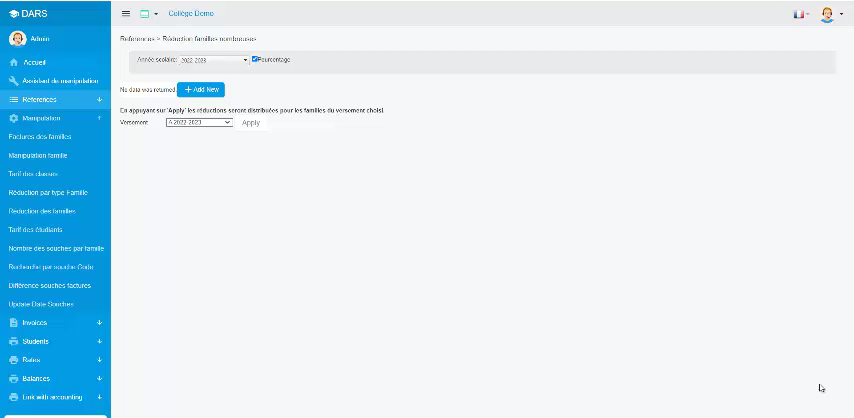 DARS
Collège Demo
Admin
References > Réduction familles nombreuses
Année scolaire: 2022-2023 Pourcentage
Accueil
Assistant de manipulation
No data was returned. + Add New
References
En appuyant sur 'Apply' les réductions seront distribuées pour les familles du versement choisi.
Manipulation
Versement A 2022-2023 Apply
Factures des familles
Manipulation famille
Tarif des classes
Réduction par type Famille
Réduction des familles
Tarif des étudiants
Nombre des souches par famille
Recherche par souche Code
Différence souches factures
Update Date Souches
Invoices
Students
Rates
Balances
Link with accounting